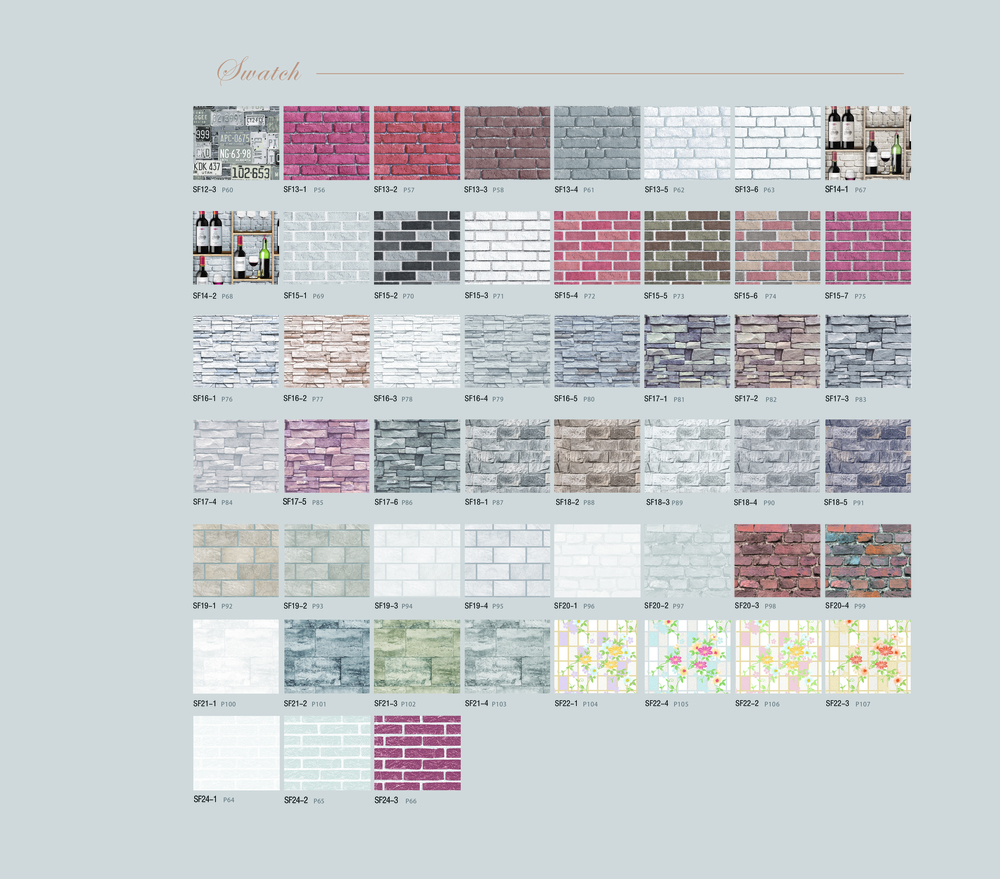 Swatch
999
APC-0675
NG·63-98
KDK 437
102·653
SF12-3 P60 SF13-1 P56 SF13-2 P57 SF13-3 P58 SF13-4 P61 SF13-5 P62 SF13-6 P63 SF14-1 P67
SF14-2 P68 SF15-1 P69 SF15-2 P70 SF15-3 P71 SF15-4 P72 SF15-5 P73 SF15-6 P74 SF15-7 P75
SF16-1 P76 SF16-2 P77 SF16-3 P78 SF16-4 P79 SF16-5 P80 SF17-1 P81 SF17-2 P82 SF17-3 P83
SF17-4 P84 SF17-5 P85 SF17-6 P86 SF18-1 P87 SF18-2 P88 SF18-3 P89 SF18-4 P90 SF18-5 P91
SF19-1 P92 SF19-2 P93 SF19-3 P94 SF19-4 P95 SF20-1 P96 SF20-2 P97 SF20-3 P98 SF20-4 P99
SF21-1 P100 SF21-2 P101 SF21-3 P102 SF21-4 P103 SF22-1 P104 SF22-4 P105 SF22-2 P106 SF22-3 P107
SF24-1 P64 SF24-2 P65 SF24-3 P66